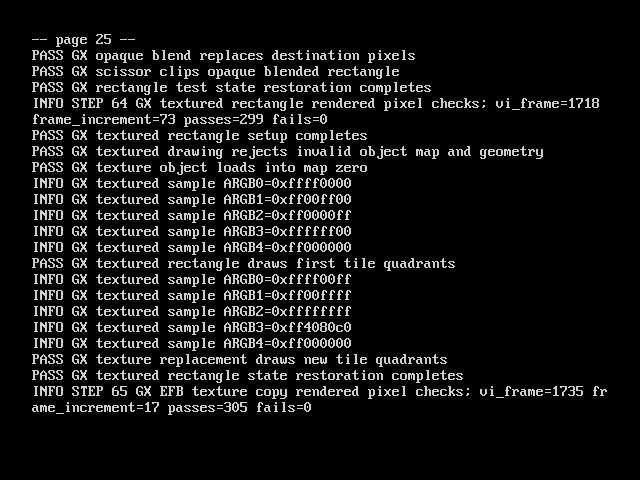 -- page 25 --
PASS GX opaque blend replaces destination pixels
PASS GX scissor clips opaque blended rectangle
PASS GX rectangle test state restoration completes
INFO STEP 64 GX textured rectangle rendered pixel checks; vi_frame=1718
frame_increment=73 passes=299 fails=0
PASS GX textured rectangle setup completes
PASS GX textured drawing rejects invalid object map and geometry
PASS GX texture object loads into map zero
INFO GX textured sample ARGB0=0xffff0000
INFO GX textured sample ARGB1=0xff00ff00
INFO GX textured sample ARGB2=0xff0000ff
INFO GX textured sample ARGB3=0xffffff00
INFO GX textured sample ARGB4=0xff000000
PASS GX textured rectangle draws first tile quadrants
INFO GX textured sample ARGB0=0xffff00ff
INFO GX textured sample ARGB1=0xff00ffff
INFO GX textured sample ARGB2=0xffffffff
INFO GX textured sample ARGB3=0xff4080c0
INFO GX textured sample ARGB4=0xff000000
PASS GX texture replacement draws new tile quadrants
PASS GX textured rectangle state restoration completes
INFO STEP 65 GX EFB texture copy rendered pixel checks; vi_frame=1735 fr
ame_increment=17 passes=305 fails=0